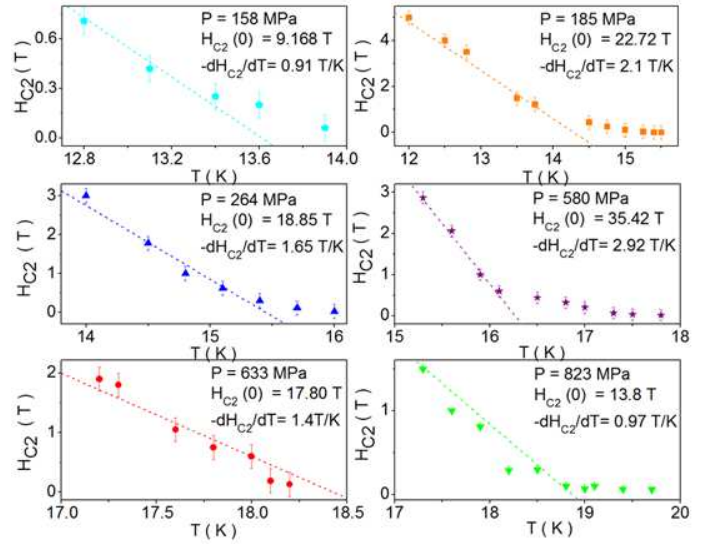 P = 158 MPa
H_C2 (0) = 9.168 T
-dH_C2/dT= 0.91 T/K
0.6
0.3
0.0
H_C2 (T)
12.8 13.2 13.6 14.0
T ( K )
P = 185 MPa
H_C2 (0) = 22.72 T
-dH_C2/dT= 2.1 T/K
4
2
0
H_C2 (T)
12 13 14 15
T ( K )
P = 264 MPa
H_C2 (0) = 18.85 T
-dH_C2/dT= 1.65 T/K
3
2
1
0
H_C2 (T)
14 15 16
T ( K )
P = 580 MPa
H_C2 (0) = 35.42 T
-dH_C2/dT= 2.92 T/K
3
2
1
0
H_C2 (T)
15 16 17 18
T ( K )
P = 633 MPa
H_C2 (0) = 17.80 T
-dH_C2/dT= 1.4T/K
2
1
0
H_C2 (T)
17.0 17.5 18.0 18.5
T ( K )
P = 823 MPa
H_C2 (0) = 13.8 T
-dH_C2/dT= 0.97 T/K
1
0
H_C2 (T)
17 18 19 20
T ( K )